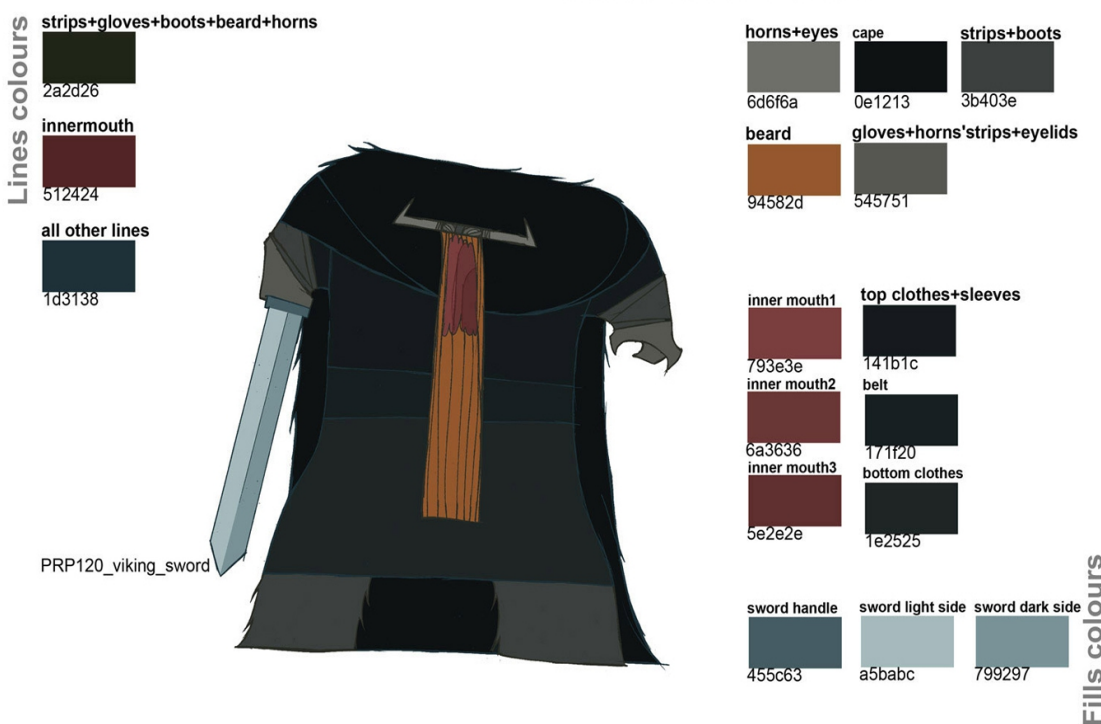 Lines colours
strips+gloves+boots+beard+horns
2a2d26
innermouth
512424
all other lines
1d3138
PRP120_viking_sword
horns+eyes cape strips+boots
6d6f6a 0e1213 3b403e
beard gloves+horns'strips+eyelids
94582d 545751
inner mouth1 top clothes+sleeves
793e3e 141b1c
inner mouth2 belt
6a3636 171f20
inner mouth3 bottom clothes
5e2e2e 1e2525
sword handle sword light side sword dark side
455c63 a5babc 799297
Fills colours